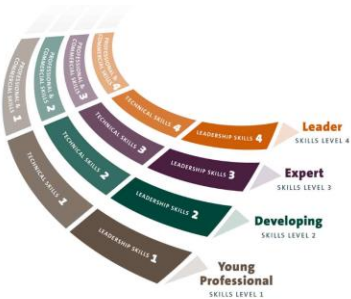 PROFESSIONAL &
COMMERCIAL SKILLS 1
PROFESSIONAL &
COMMERCIAL SKILLS 2
PROFESSIONAL &
COMMERCIAL SKILLS 3
PROFESSIONAL &
COMMERCIAL SKILLS 4
TECHNICAL SKILLS 4
LEADERSHIP SKILLS 4
Leader
SKILLS LEVEL 4
TECHNICAL SKILLS 3
LEADERSHIP SKILLS 3
Expert
SKILLS LEVEL 3
TECHNICAL SKILLS 2
LEADERSHIP SKILLS 2
Developing
SKILLS LEVEL 2
TECHNICAL SKILLS 1
LEADERSHIP SKILLS 1
Young
Professional
SKILLS LEVEL 1